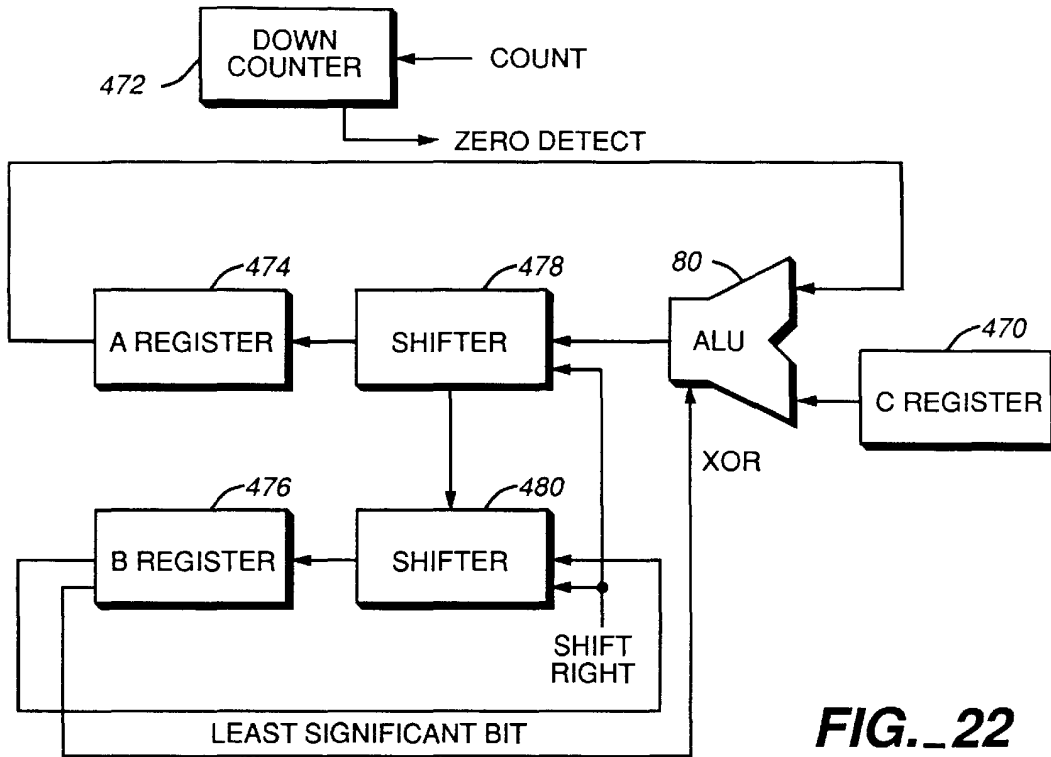 DOWN
COUNTER
472
COUNT
ZERO DETECT
474
478
80
470
A REGISTER
SHIFTER
ALU
C REGISTER
XOR
476
480
B REGISTER
SHIFTER
SHIFT
RIGHT
LEAST SIGNIFICANT BIT
FIG._22